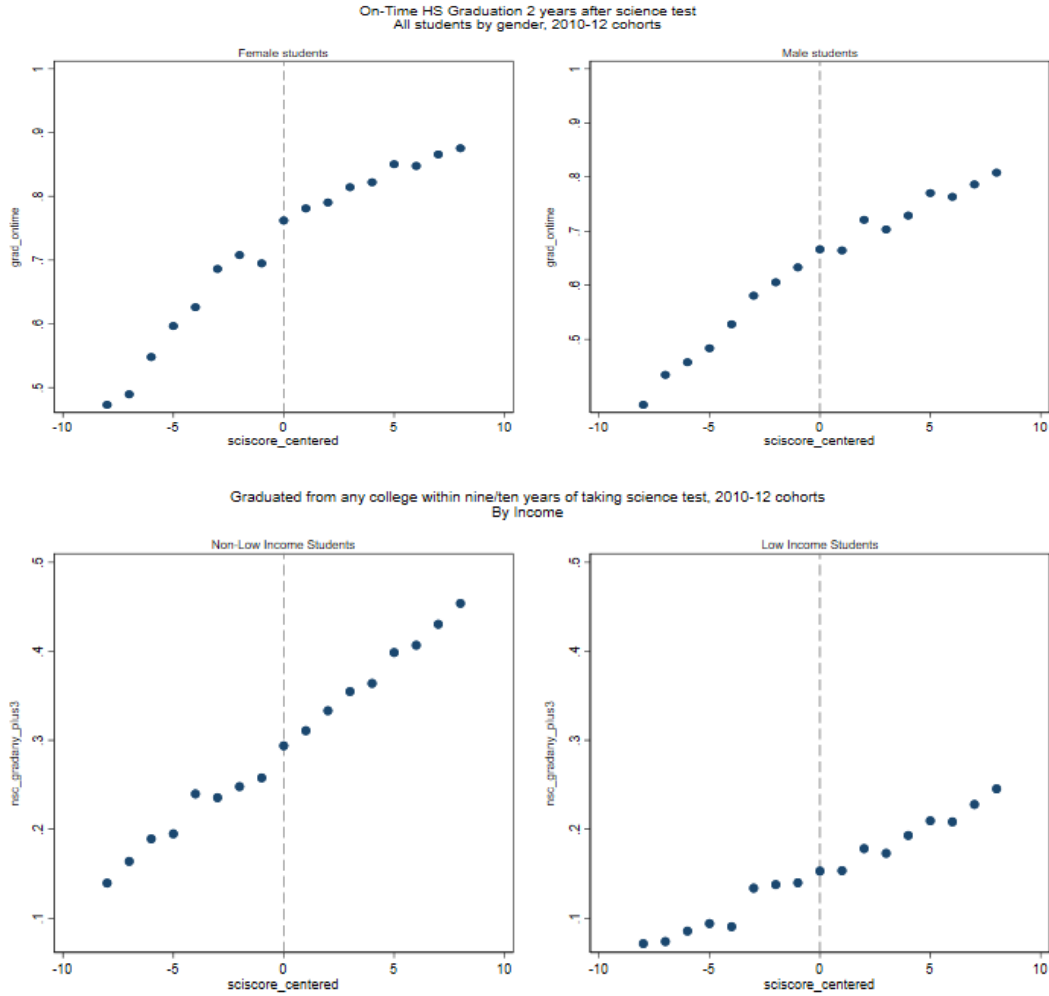 On-Time HS Graduation 2 years after science test
All students by gender, 2010-12 cohorts
Female students
1
.9
.8
.7
.6
.5
grad_ontime
-10 -5 0 5 10
sciscore_centered
Male students
1
.9
.8
.7
.6
.5
grad_ontime
-10 -5 0 5 10
sciscore_centered
Graduated from any college within nine/ten years of taking science test, 2010-12 cohorts
By Income
Non-Low Income Students
.5
.4
.3
.2
.1
nsc_gradany_plus3
-10 -5 0 5 10
sciscore_centered
Low Income Students
.5
.4
.3
.2
.1
nsc_gradany_plus3
-10 -5 0 5 10
sciscore_centered